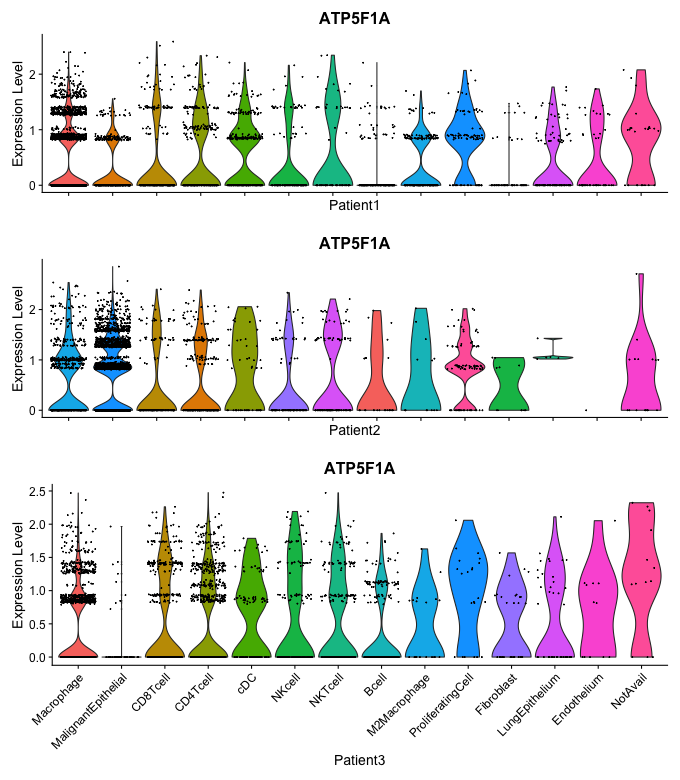 ATP5F1A
Expression Level
2
1
0
Patient1
ATP5F1A
Expression Level
2
1
0
Patient2
ATP5F1A
Expression Level
2.5
2.0
1.5
1.0
0.5
0.0
Macrophage
MalignantEpithelial
CD8Tcell
CD4Tcell
cDC
NKcell
NKTcell
Bcell
M2Macrophage
ProliferatingCell
Fibroblast
LungEpithelium
Endothelium
NotAvail
Patient3